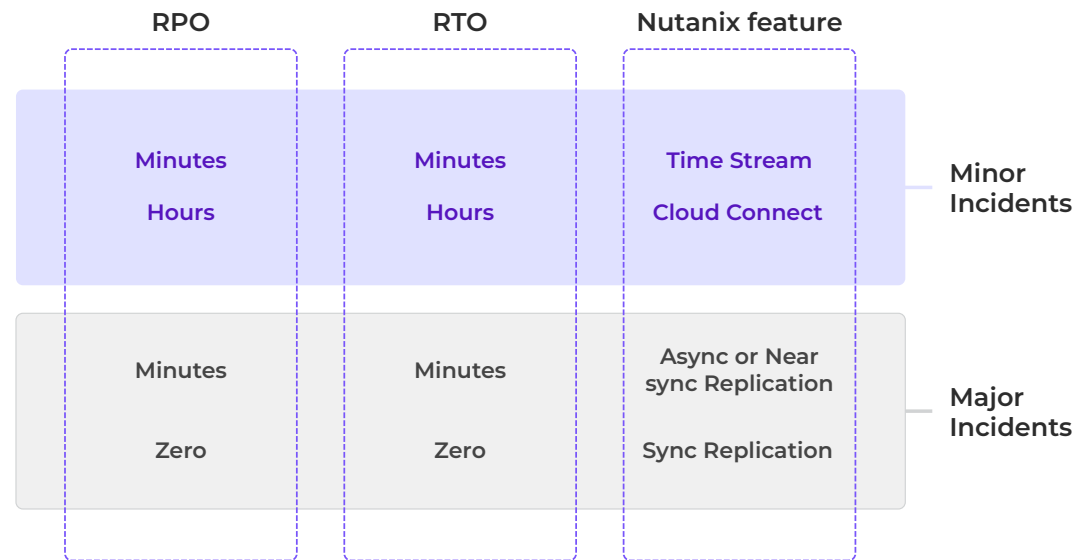 RPO RTO Nutanix feature
Minutes Minutes Time Stream
Hours Hours Cloud Connect
Minor
Incidents
Minutes Minutes Async or Near
sync Replication
Zero Zero Sync Replication
Major
Incidents